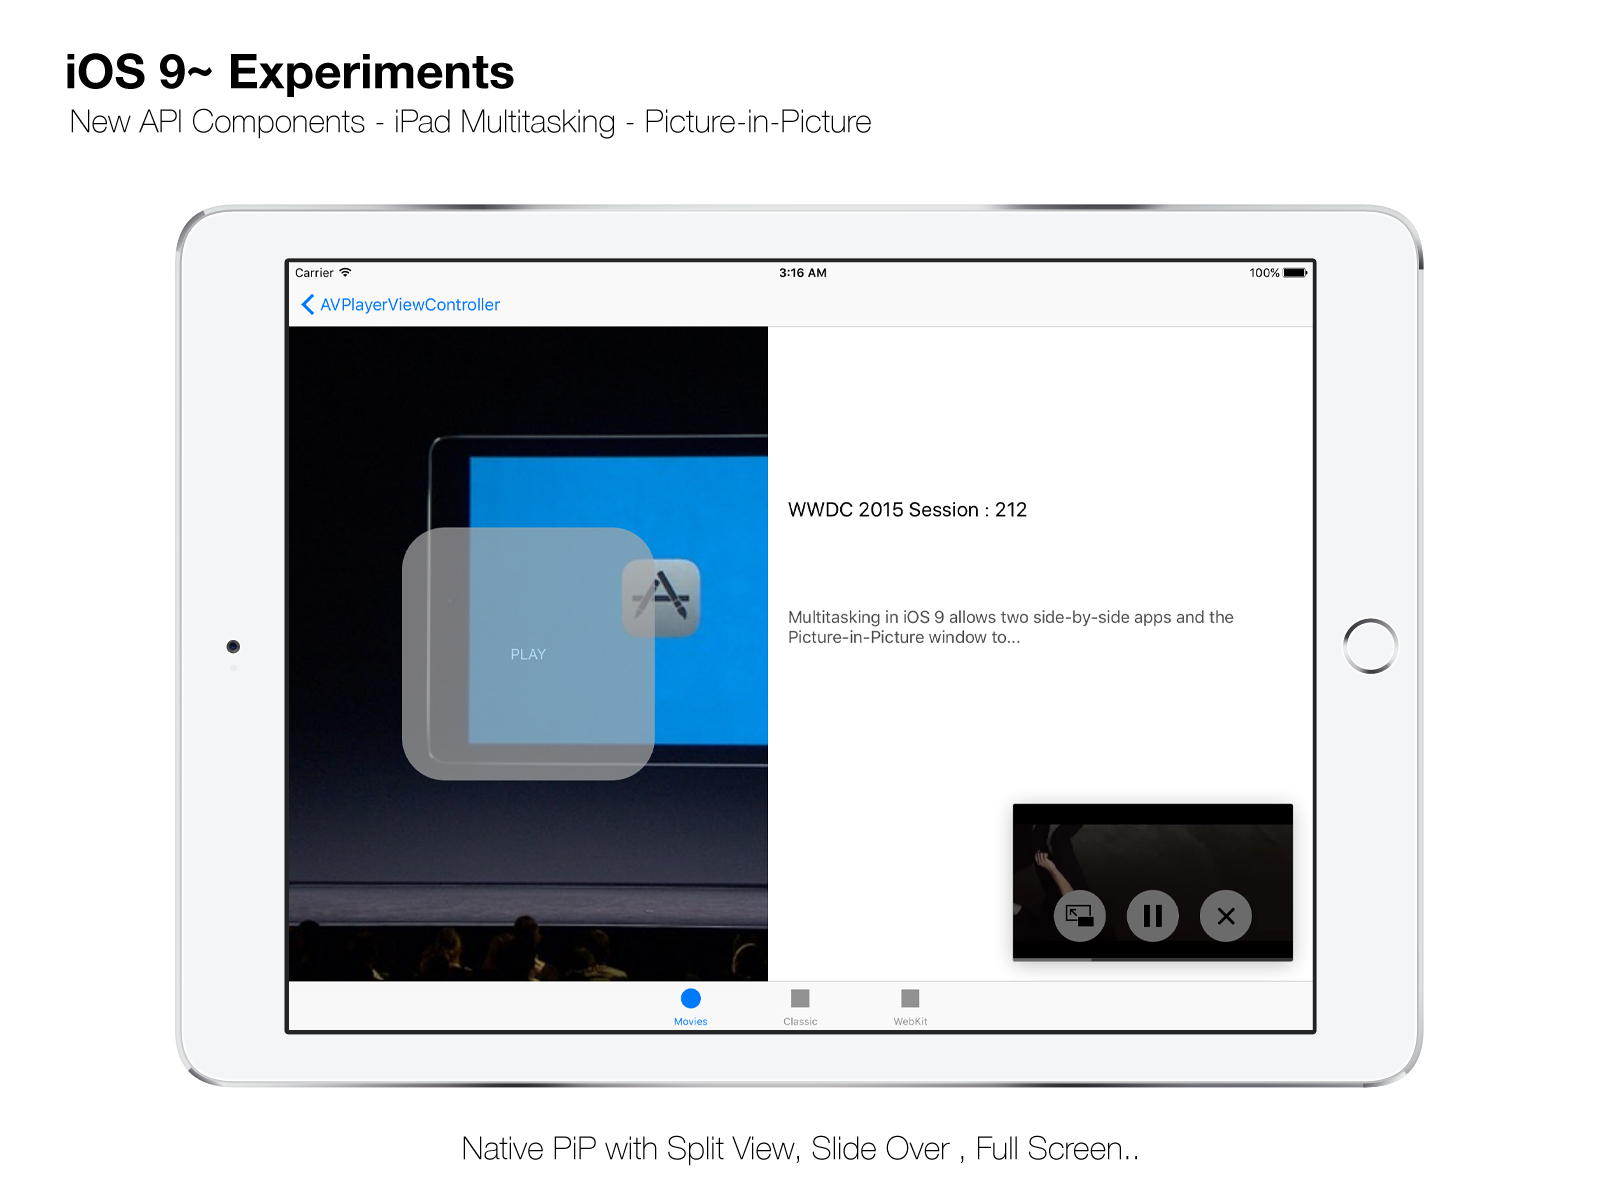 iOS 9~ Experiments
New API Components - iPad Multitasking - Picture-in-Picture
Carrier
3:16 AM
100%
AVPlayerViewController
WWDC 2015 Session : 212
Multitasking in iOS 9 allows two side-by-side apps and the
Picture-in-Picture window to...
PLAY
Movies
Classic
WebKit
Native PiP with Split View, Slide Over , Full Screen..